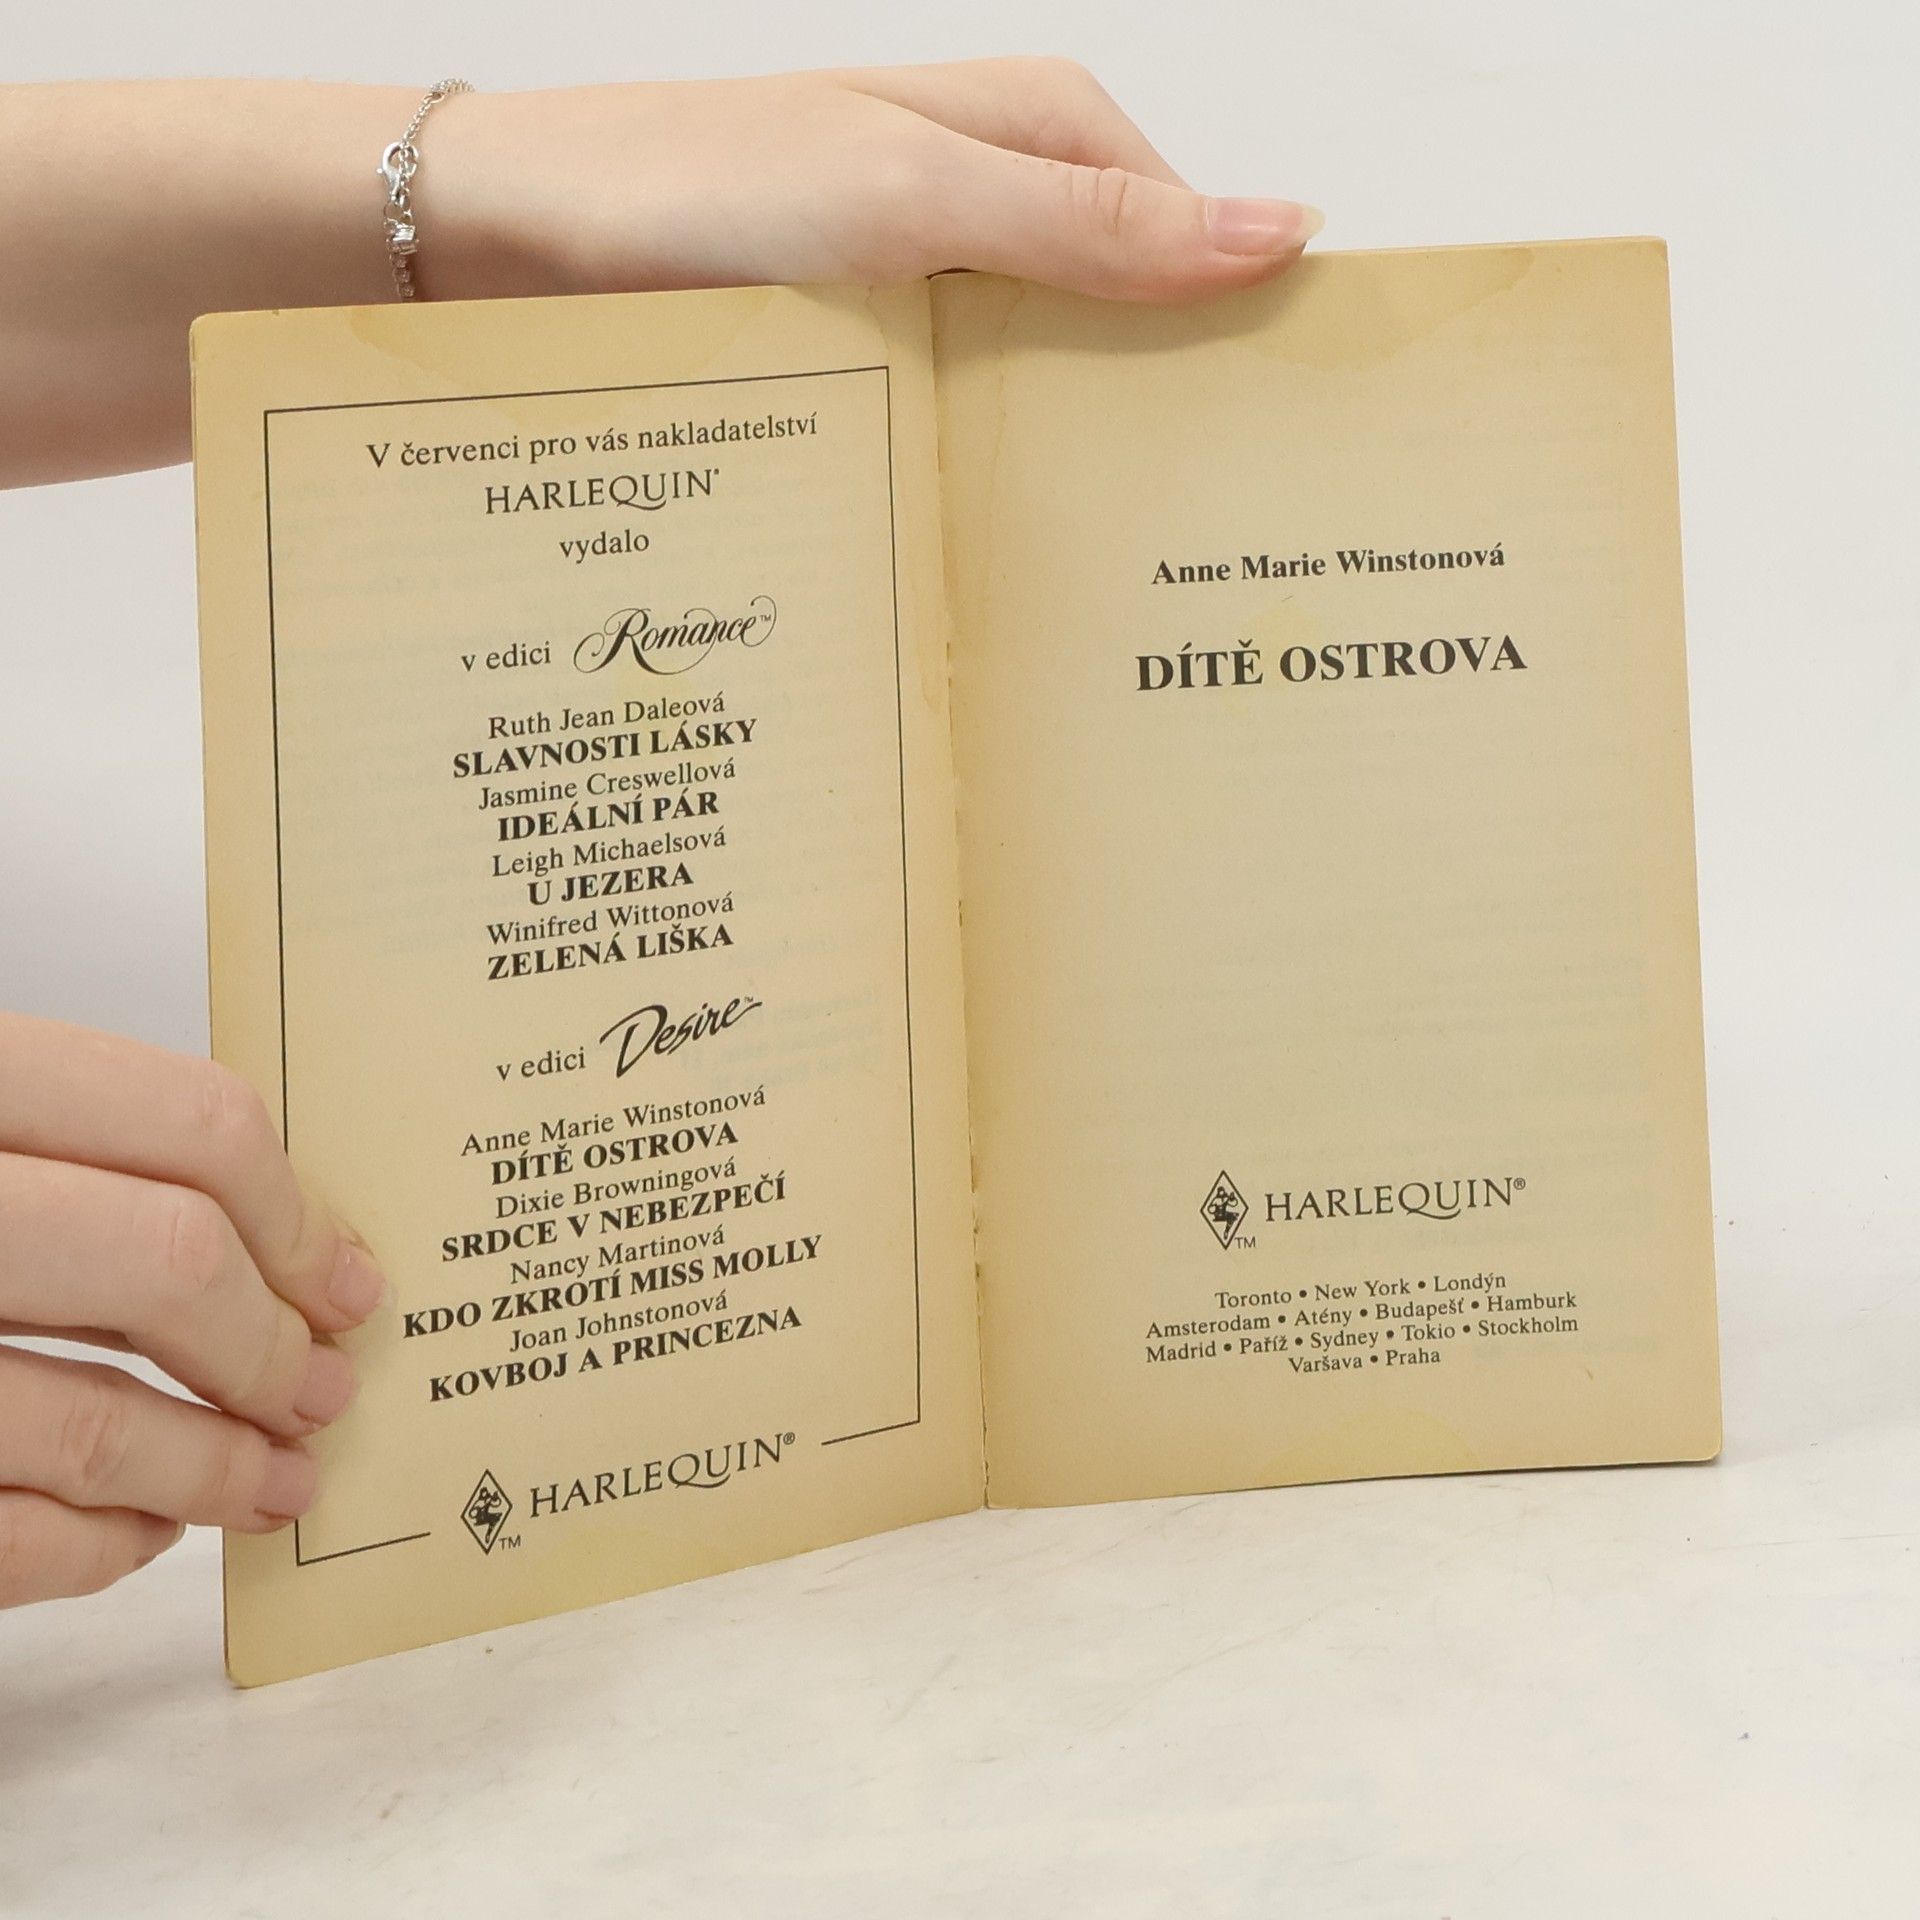 V červenci pro vás nakladatelství
HARLEQUIN®
vydalo
v edici Romance™
Ruth Jean Daleová
SLAVNOSTI LÁSKY
Jasmine Creswellová
IDEÁLNÍ PÁR
Leigh Michaelsová
U JEZERA
Winifred Wittonová
ZELENÁ LIŠKA
v edici Desire™
Anne Marie Winstonová
DÍTĚ OSTROVA
Dixie Browningová
SRDCE V NEBEZPEČÍ
Nancy Martinová
KDO ZKROTÍ MISS MOLLY
Joan Johnstonová
KOVBOJ A PRINCEZNA
™ HARLEQUIN®
Anne Marie Winstonová
DÍTĚ OSTROVA
™ HARLEQUIN®
Toronto • New York • Londýn
Amsterodam • Atény • Budapešť • Hamburk
Madrid • Paříž • Sydney • Tokio • Stockholm
Varšava • Praha